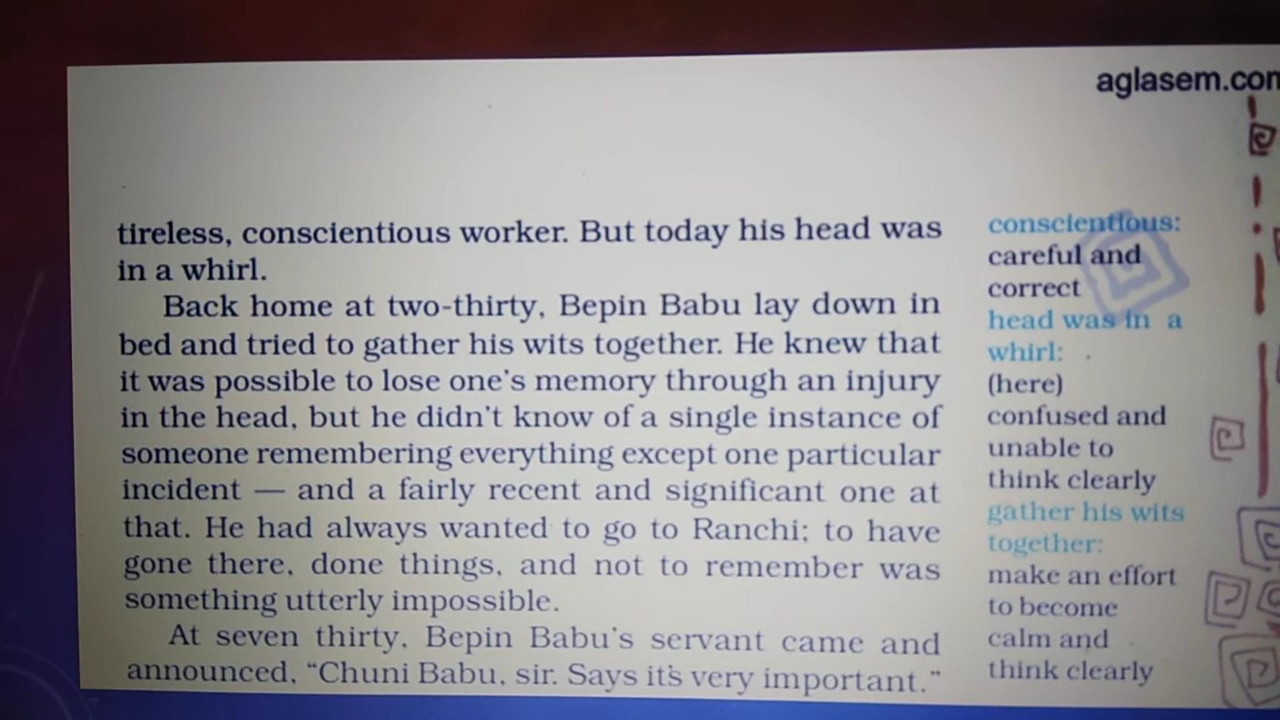 aglasem.com
tireless, conscientious worker. But today his head was
in a whirl.
Back home at two-thirty, Bepin Babu lay down in
bed and tried to gather his wits together. He knew that
it was possible to lose one's memory through an injury
in the head, but he didn't know of a single instance of
someone remembering everything except one particular
incident — and a fairly recent and significant one at
that. He had always wanted to go to Ranchi; to have
gone there, done things, and not to remember was
something utterly impossible.
At seven thirty, Bepin Babu's servant came and
announced, “Chuni Babu, sir. Says it's very important.”
conscientious:
careful and
correct
head was in a
whirl:
(here)
confused and
unable to
think clearly
gather his wits
together:
make an effort
to become
calm and
think clearly